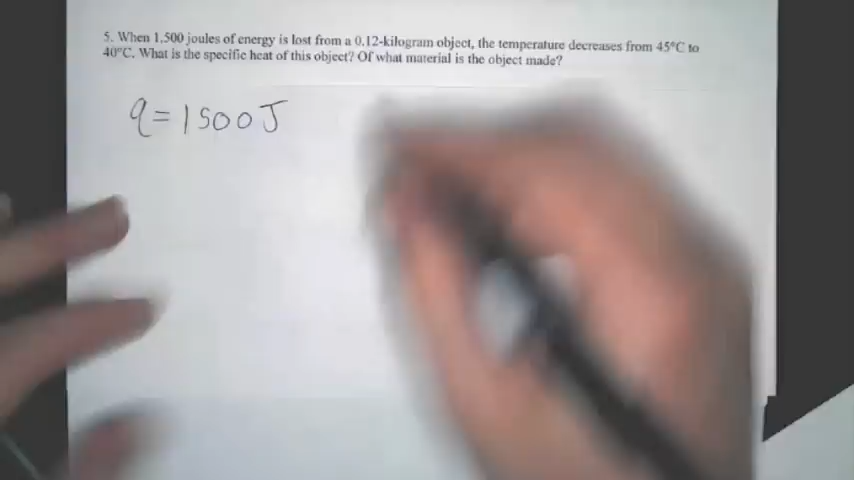 5. When 1,500 joules of energy is lost from a 0.12-kilogram object, the temperature decreases from 45°C to
40°C. What is the specific heat of this object? Of what material is the object made?
q = 1500 J